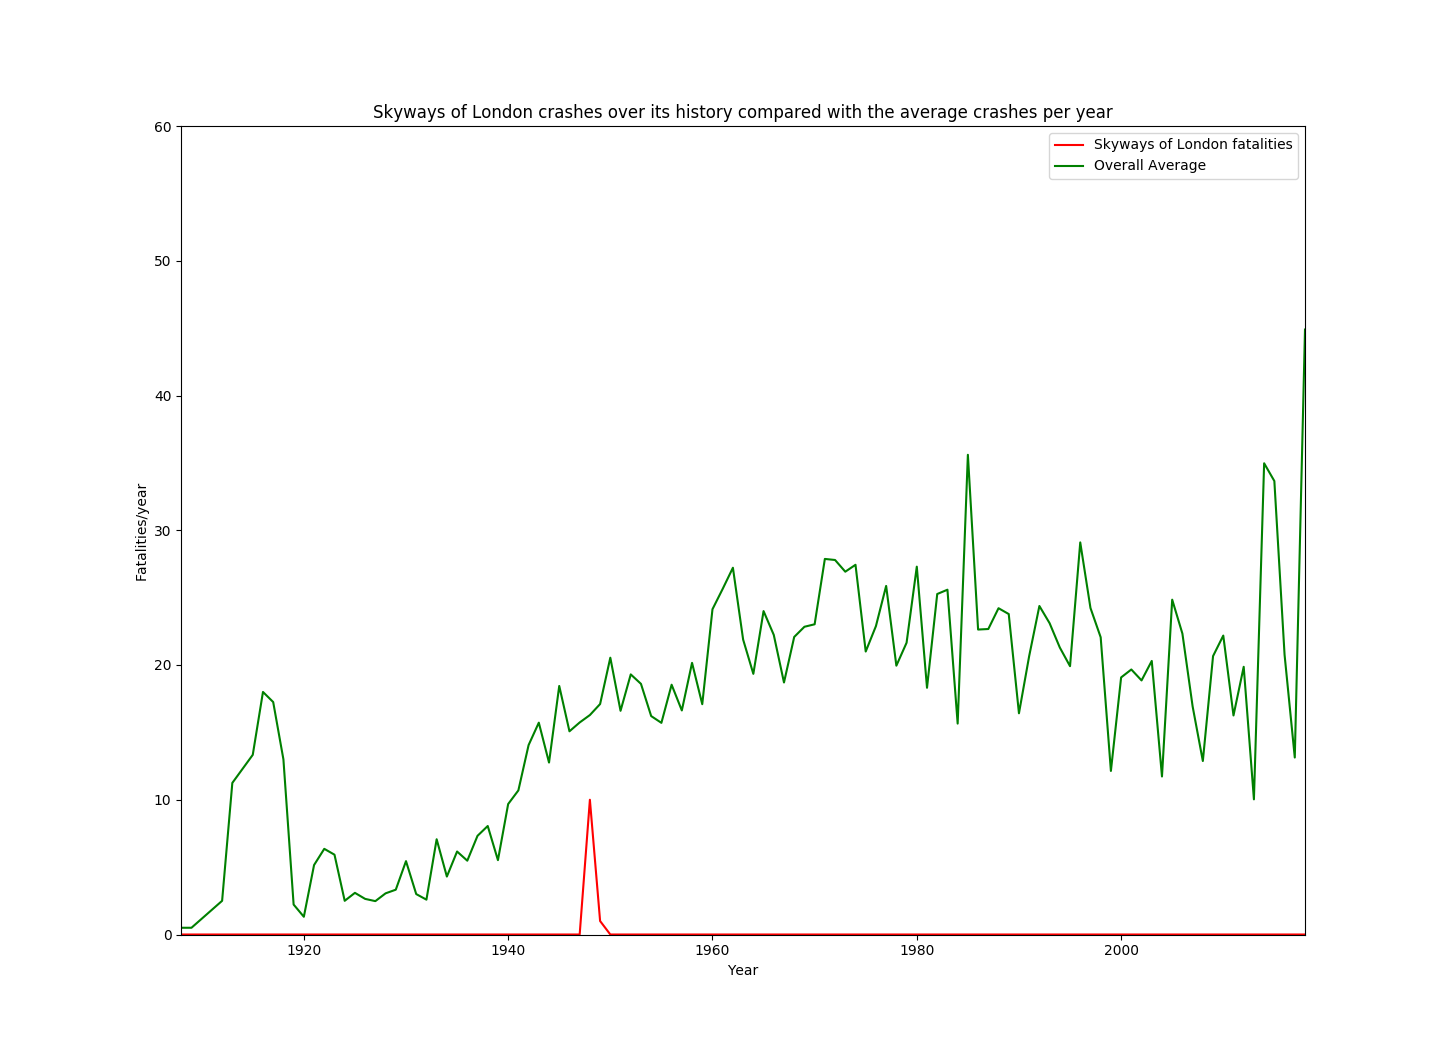 Skyways of London crashes over its history compared with the average crashes per year
Skyways of London fatalities
Overall Average
60
50
40
30
20
10
0
Fatalities/year
1920 1940 1960 1980 2000
Year